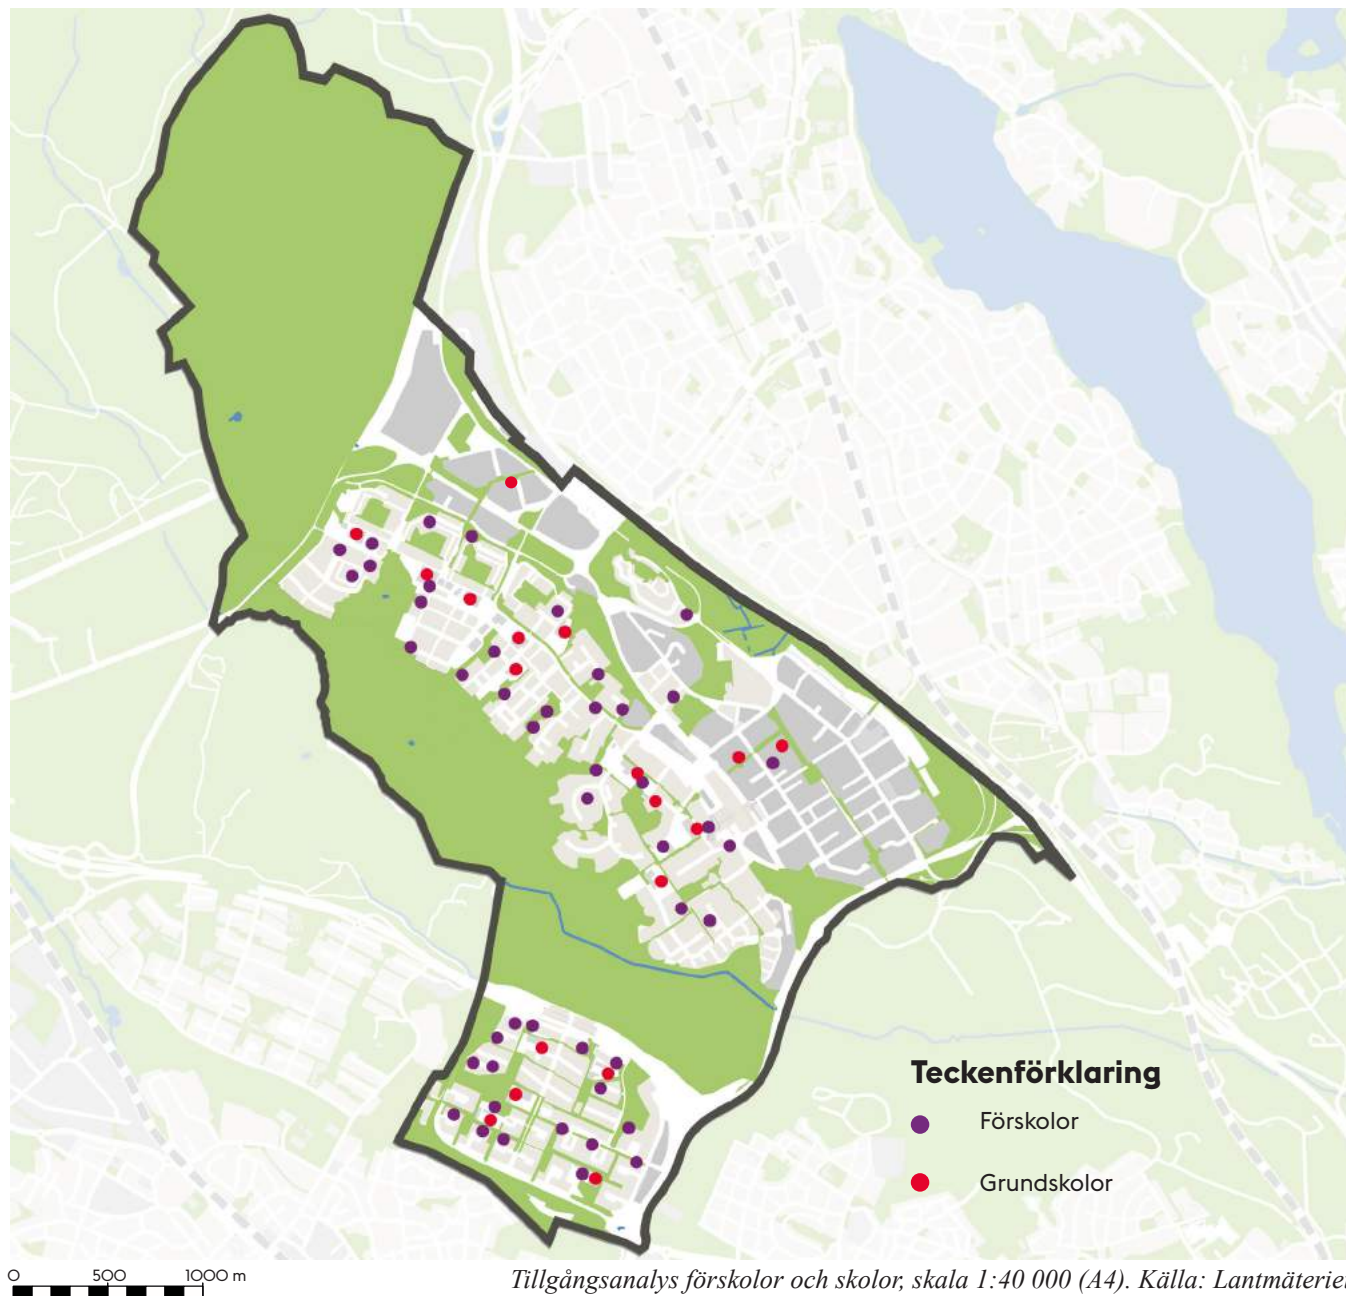 Teckenförklaring
Förskolor
Grundskolor
0 500 1000 m
Tillgångsanalys förskolor och skolor, skala 1:40 000 (A4). Källa: Lantmäteriet